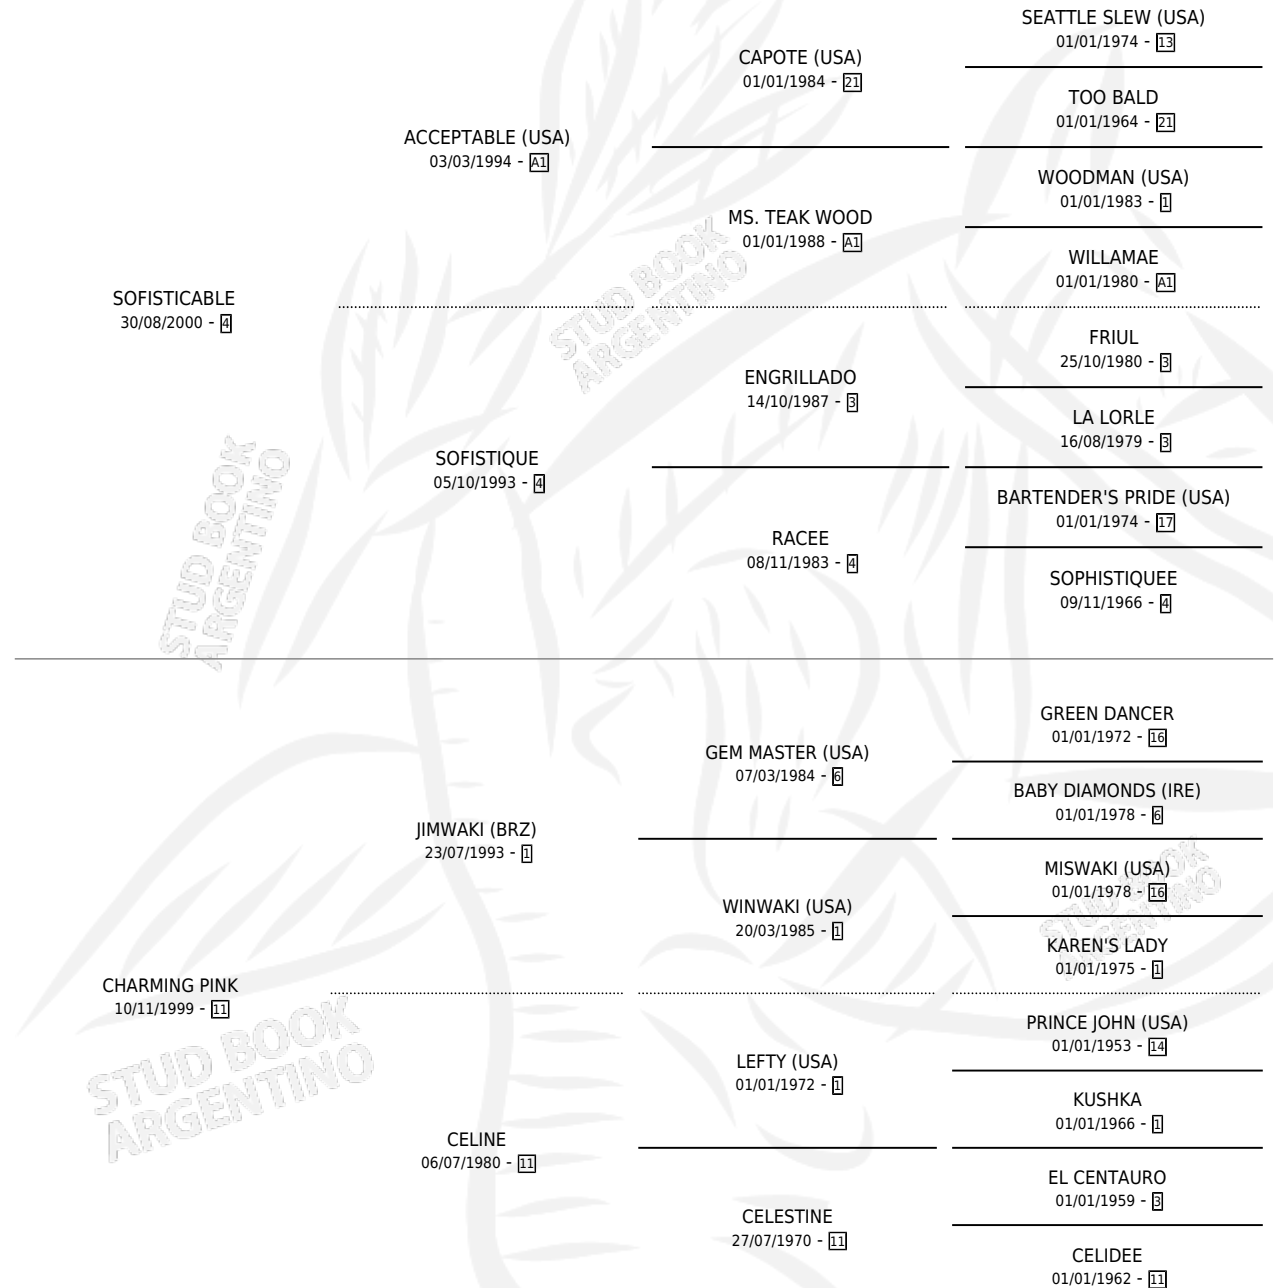 SEATTLE SLEW (USA)
01/01/1974 - 13
CAPOTE (USA)
01/01/1984 - 21
TOO BALD
01/01/1964 - 21
ACCEPTABLE (USA)
03/03/1994 - A1
WOODMAN (USA)
01/01/1983 - 1
MS. TEAK WOOD
01/01/1988 - A1
WILLAMAE
01/01/1980 - A1
SOFISTICABLE
30/08/2000 - 4
STUD BOOK
ARGENTINO
FRIUL
25/10/1980 - 3
ENGRILLADO
14/10/1987 - 3
LA LORLE
16/08/1979 - 3
SOFISTIQUE
05/10/1993 - 4
BARTENDER'S PRIDE (USA)
01/01/1974 - 17
RACEE
08/11/1983 - 4
SOPHISTIQUEE
09/11/1966 - 4
STUD BOOK
ARGENTINO
GREEN DANCER
01/01/1972 - 16
GEM MASTER (USA)
07/03/1984 - 6
BABY DIAMONDS (IRE)
01/01/1978 - 6
JIMWAKI (BRZ)
23/07/1993 - 1
MISWAKI (USA)
01/01/1978 - 16
STUD BOOK
ARGENTINO
WINWAKI (USA)
20/03/1985 - 1
KAREN'S LADY
01/01/1975 - 1
CHARMING PINK
10/11/1999 - 11
STUD BOOK
ARGENTINO
PRINCE JOHN (USA)
01/01/1953 - 14
LEFTY (USA)
01/01/1972 - 1
KUSHKA
01/01/1966 - 1
CELINE
06/07/1980 - 11
EL CENTAURO
01/01/1959 - 3
CELESTINE
27/07/1970 - 11
CELIDEE
01/01/1962 - 11